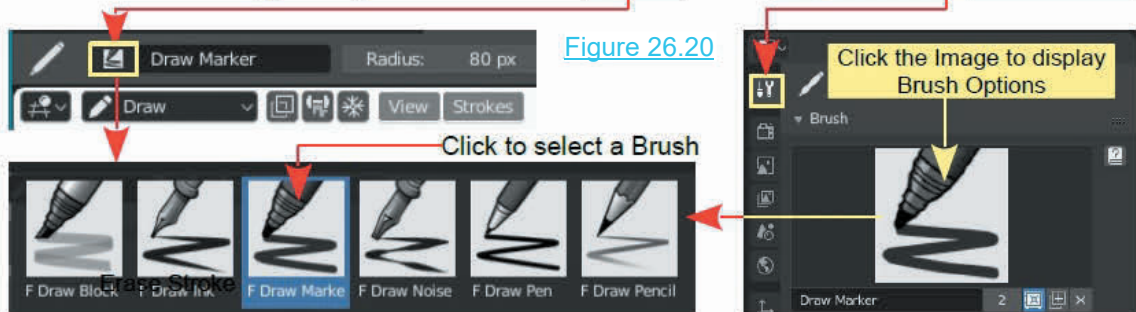 Draw Marker Radius: 80 px
Figure 26.20
Draw View Strokes
Click to select a Brush
F Draw Block F Draw Ink F Draw Marke F Draw Noise F Draw Pen F Draw Pencil
Erase Stroke
Click the Image to display
Brush Options
Brush
Draw Marker 2